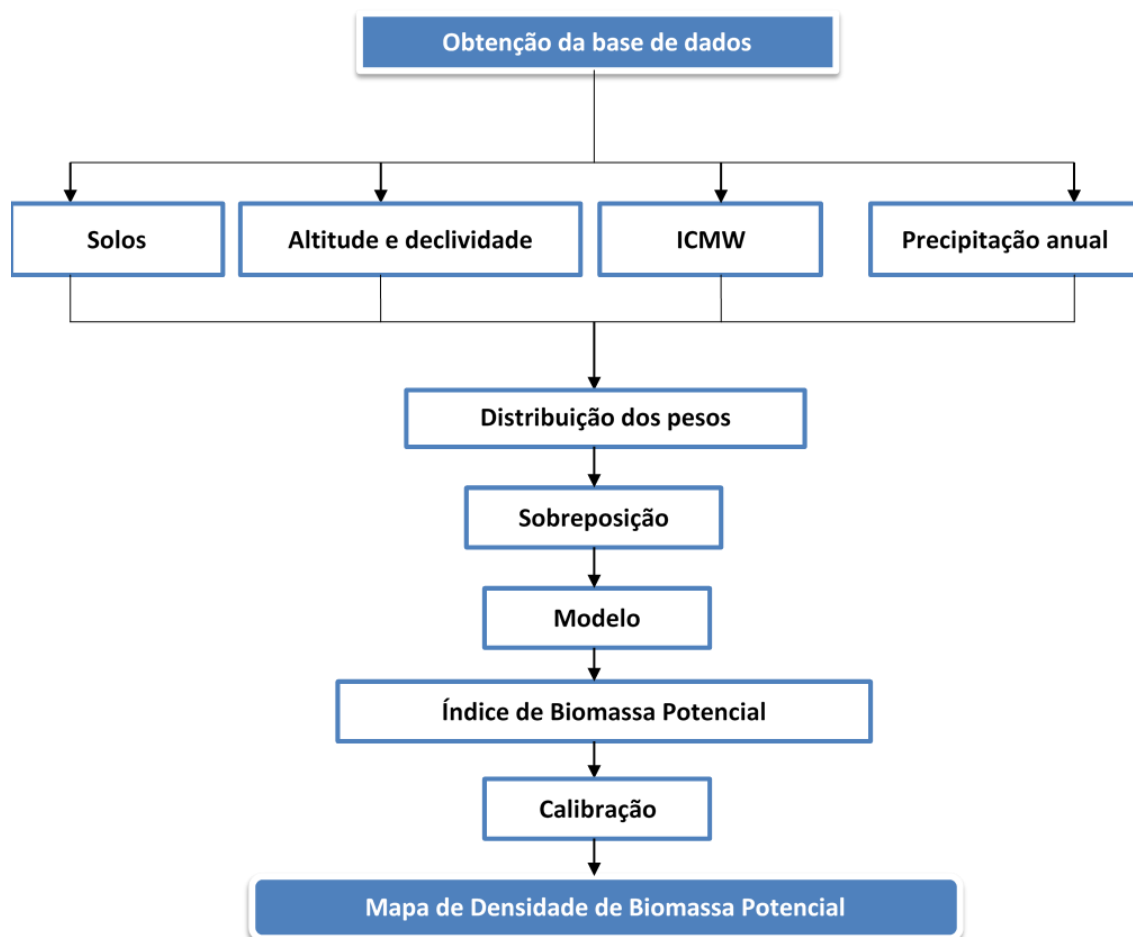 Obtenção da base de dados
Solos
Altitude e declividade
ICMW
Precipitação anual
Distribuição dos pesos
Sobreposição
Modelo
Índice de Biomassa Potencial
Calibração
Mapa de Densidade de Biomassa Potencial